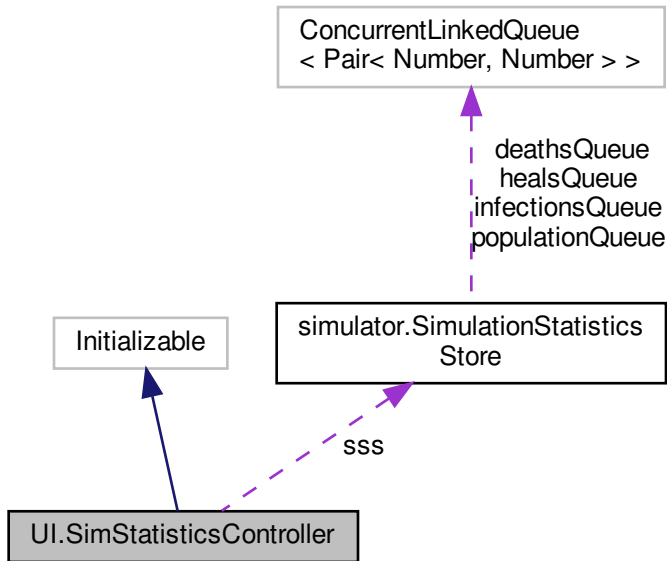 ConcurrentLinkedQueue
< Pair< Number, Number > >
deathsQueue
healsQueue
infectionsQueue
populationQueue
simulator.SimulationStatistics
Store
Initializable
sss
UI.SimStatisticsController